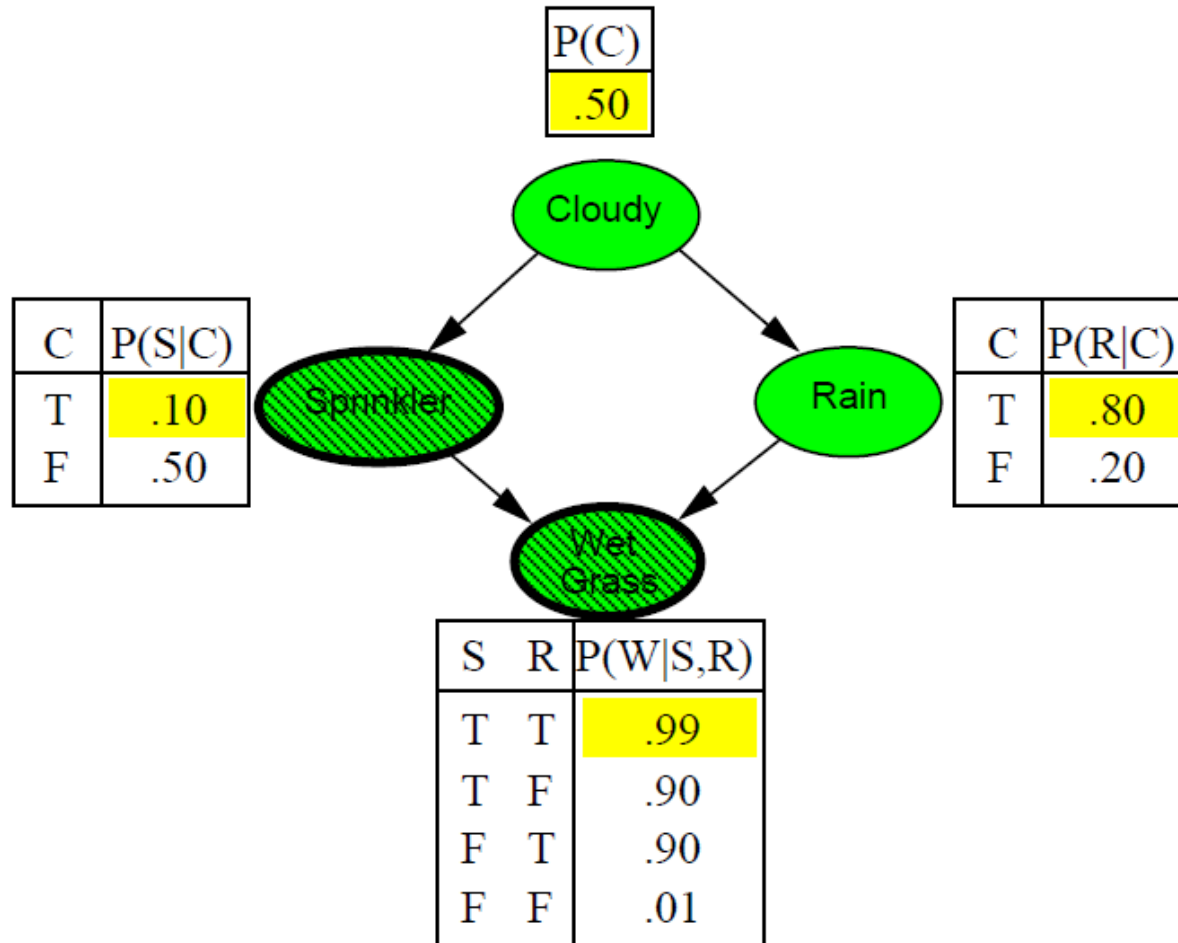 P(C)
.50
Cloudy
C P(S|C)
T .10
F .50
Sprinkler
Rain
C P(R|C)
T .80
F .20
Wet
Grass
S R P(W|S,R)
T T .99
T F .90
F T .90
F F .01